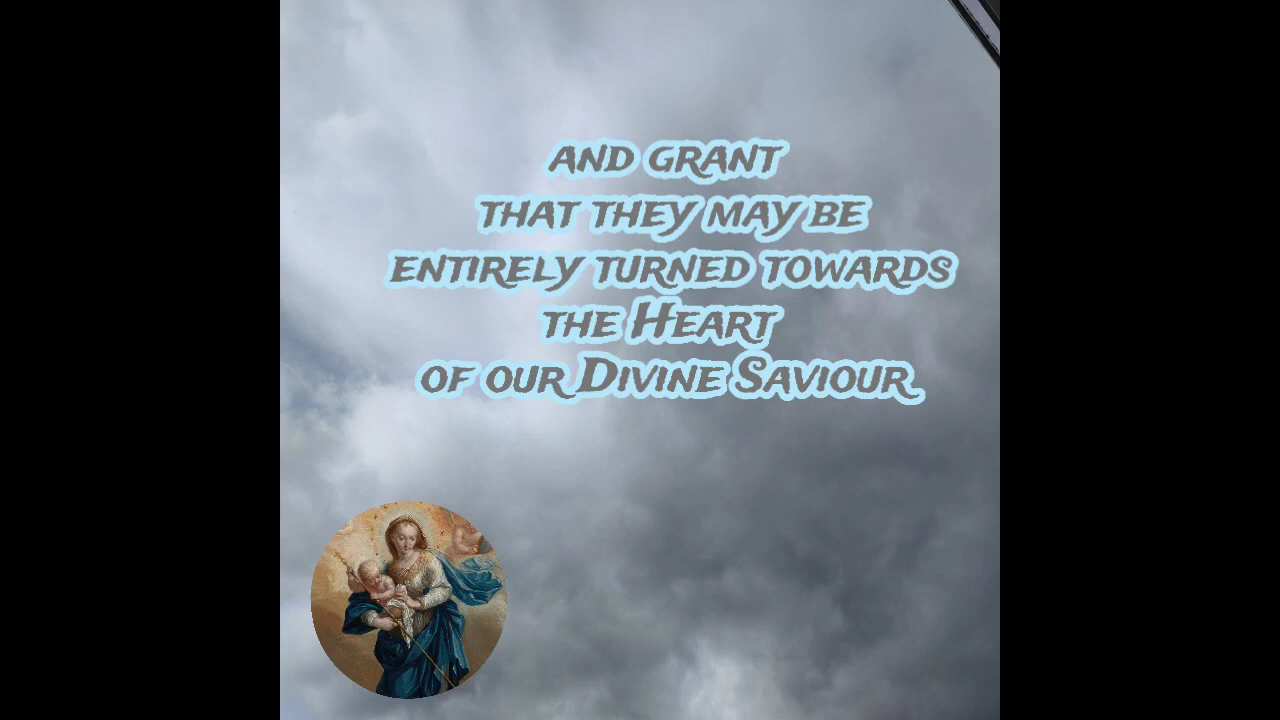 and grant
that they may be
entirely turned towards
the Heart
of our Divine Saviour